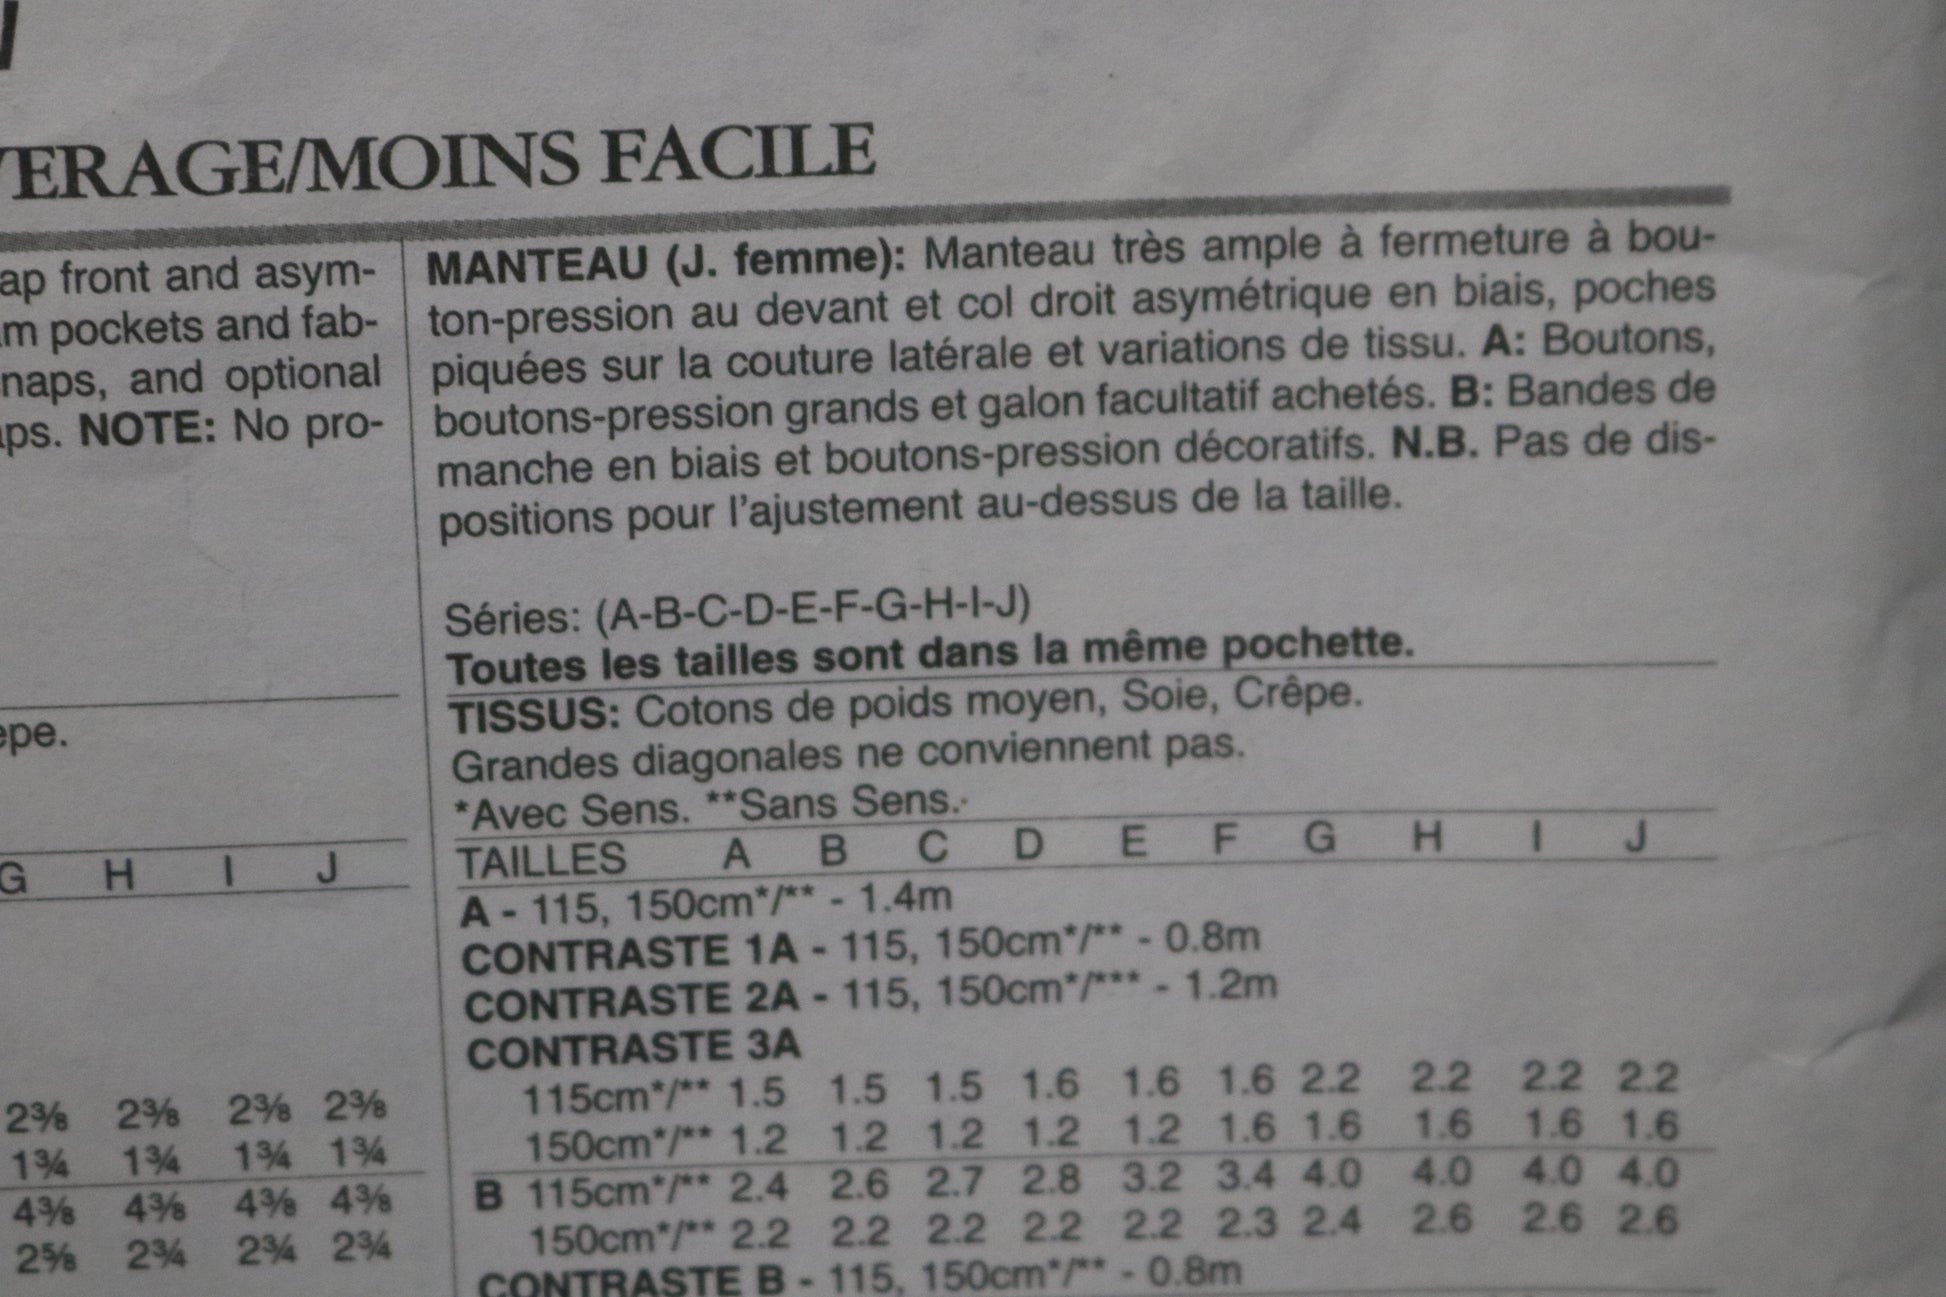 VERAGE/MOINS FACILE
ap front and asym-
m pockets and fab-
naps, and optional
ps. NOTE: No pro-
epe.
G H I J
2⅜ 2⅜ 2⅜ 2⅜
1¾ 1¾ 1¾ 1¾
4⅜ 4⅜ 4⅜ 4⅜
2⅝ 2¾ 2¾ 2¾
MANTEAU (J. femme): Manteau très ample à fermeture à bou-
ton-pression au devant et col droit asymétrique en biais, poches
piquées sur la couture latérale et variations de tissu. A: Boutons,
boutons-pression grands et galon facultatif achetés. B: Bandes de
manche en biais et boutons-pression décoratifs. N.B. Pas de dis-
positions pour l'ajustement au-dessus de la taille.
Séries: (A-B-C-D-E-F-G-H-I-J)
Toutes les tailles sont dans la même pochette.
TISSUS: Cotons de poids moyen, Soie, Crêpe.
Grandes diagonales ne conviennent pas.
*Avec Sens. **Sans Sens.
TAILLES A B C D E F G H I J
A - 115, 150cm*/** - 1.4m
CONTRASTE 1A - 115, 150cm*/** - 0.8m
CONTRASTE 2A - 115, 150cm*/*** - 1.2m
CONTRASTE 3A
115cm*/** 1.5 1.5 1.5 1.6 1.6 1.6 2.2 2.2 2.2 2.2
150cm*/** 1.2 1.2 1.2 1.2 1.2 1.6 1.6 1.6 1.6 1.6
B 115cm*/** 2.4 2.6 2.7 2.8 3.2 3.4 4.0 4.0 4.0 4.0
150cm*/** 2.2 2.2 2.2 2.2 2.2 2.3 2.4 2.6 2.6 2.6
CONTRASTE B - 115, 150cm*/** - 0.8m